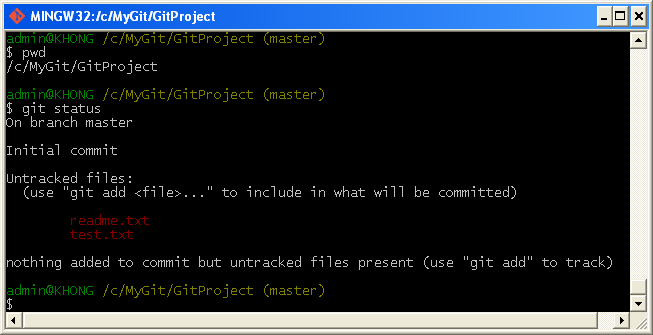 MINGW32:/c/MyGit/GitProject
admin@KHONG /c/MyGit/GitProject (master)
$ pwd
/c/MyGit/GitProject
admin@KHONG /c/MyGit/GitProject (master)
$ git status
On branch master
Initial commit
Untracked files:
  (use "git add <file>..." to include in what will be committed)
        readme.txt
        test.txt
nothing added to commit but untracked files present (use "git add" to track)
admin@KHONG /c/MyGit/GitProject (master)
$